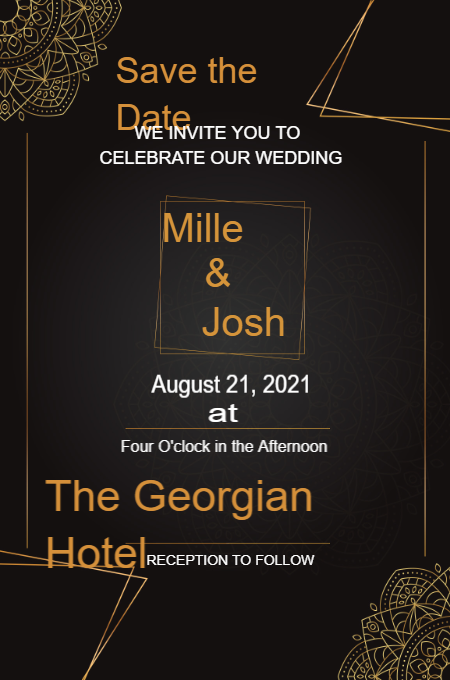 Save the
Date
WE INVITE YOU TO
CELEBRATE OUR WEDDING
Mille
&
Josh
August 21, 2021
at
Four O'clock in the Afternoon
The Georgian
Hotel
RECEPTION TO FOLLOW